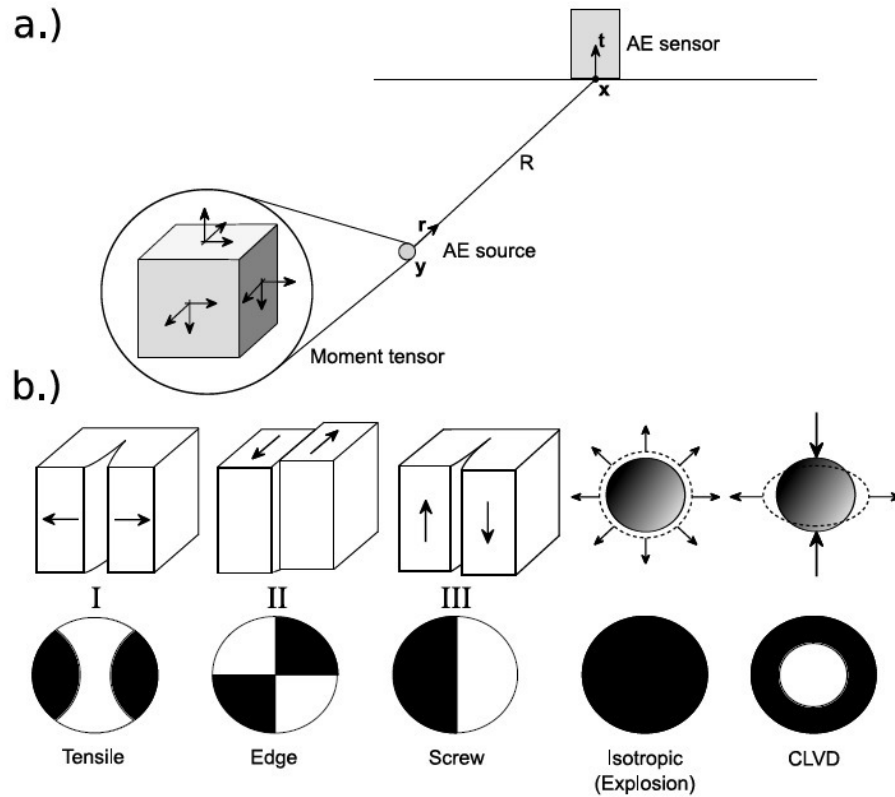 a.)
t
AE sensor
x
R
r
AE source
y
Moment tensor
b.)
I II III
Tensile Edge Screw Isotropic CLVD
(Explosion)